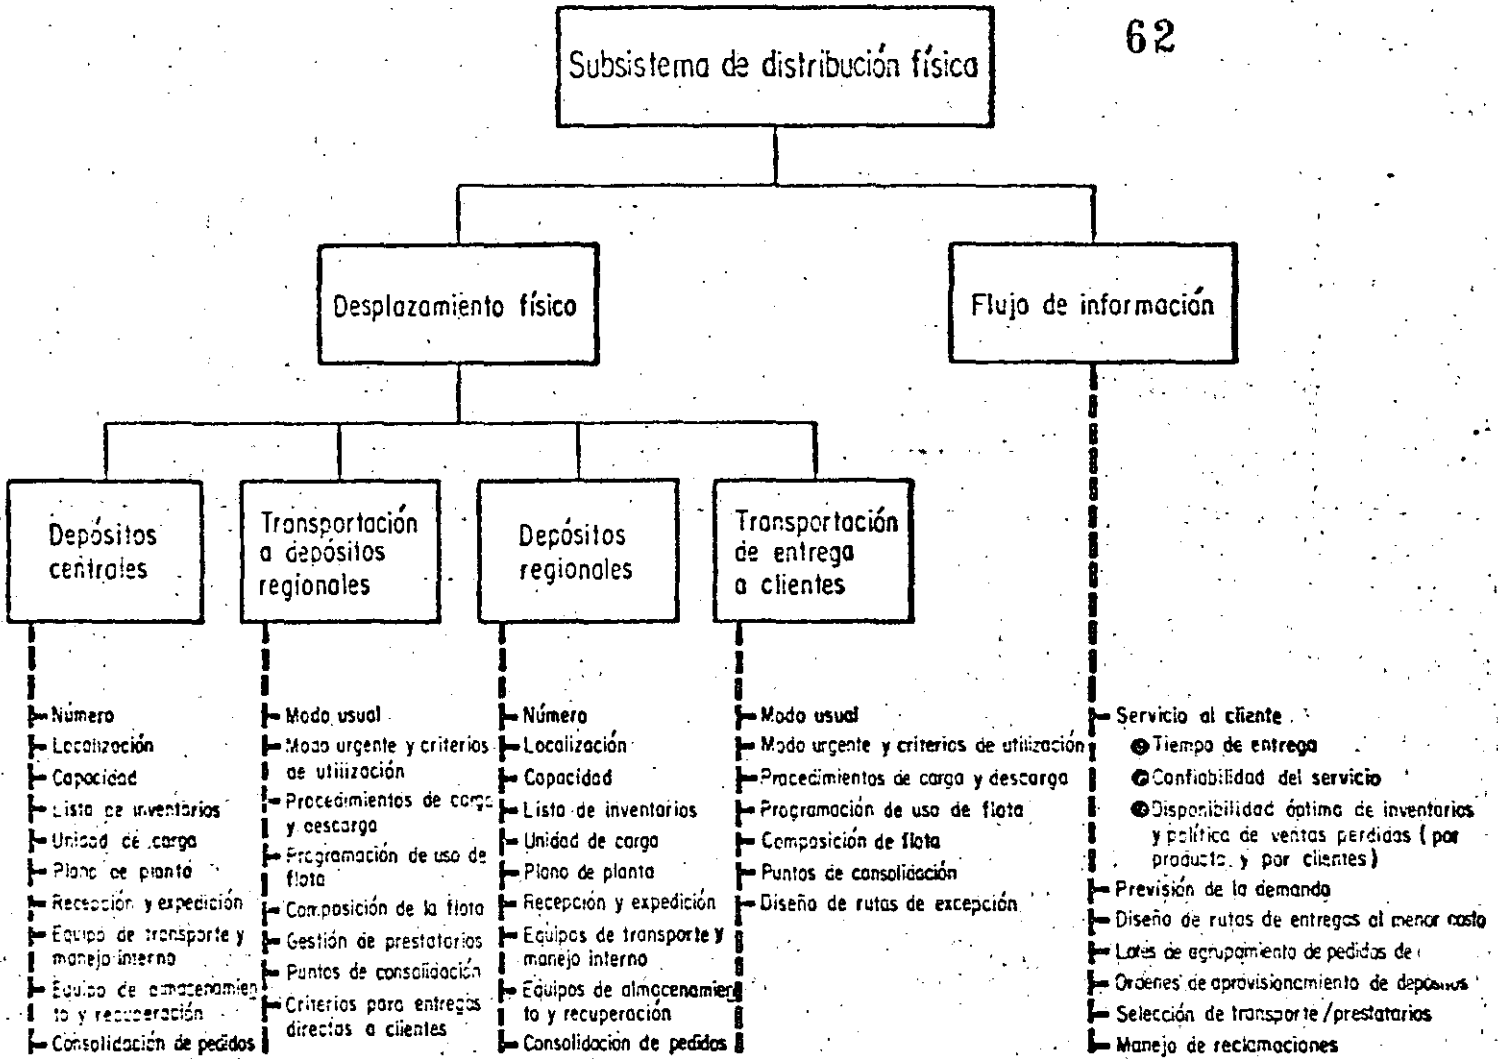 62
Subsistema de distribución física
Desplazamiento físico
Flujo de información
Depósitos
centrales
Transportación
a depósitos
regionales
Depósitos
regionales
Transportación
de entrega
a clientes
Número
Localización
Capacidad
Lista de inventarios
Unidad de carga
Plano de planta
Recepción y expedición
Equipo de transporte y
manejo interno
Equipo de almacenamien
to y recuperación
Consolidación de pedidos
Modo usual
Modo urgente y criterios
de utilización
Procedimientos de carga
y descarga
Programación de uso de
flota
Composición de la flota
Gestión de prestatarios
Puntos de consolidación
Criterios para entregas
directas a clientes
Número
Localización
Capacidad
Lista de inventarios
Unidad de carga
Plano de planta
Recepción y expedición
Equipos de transporte y
manejo interno
Equipos de almacenamien
to y recuperación
Consolidación de pedidos
Modo usual
Modo urgente y criterios de utilización
Procedimientos de carga y descarga
Programación de uso de flota
Composición de flota
Puntos de consolidación
Diseño de rutas de excepción
Servicio al cliente
Tiempo de entrega
Confiabilidad del servicio
Disponibilidad óptima de inventarios
y política de ventas perdidas (por
producto y por clientes)
Previsión de la demanda
Diseño de rutas de entregas al menor costo
Lotes de agrupamiento de pedidos de
Ordenes de aprovisionamiento de depósitos
Selección de transporte/prestatarios
Manejo de reclamaciones